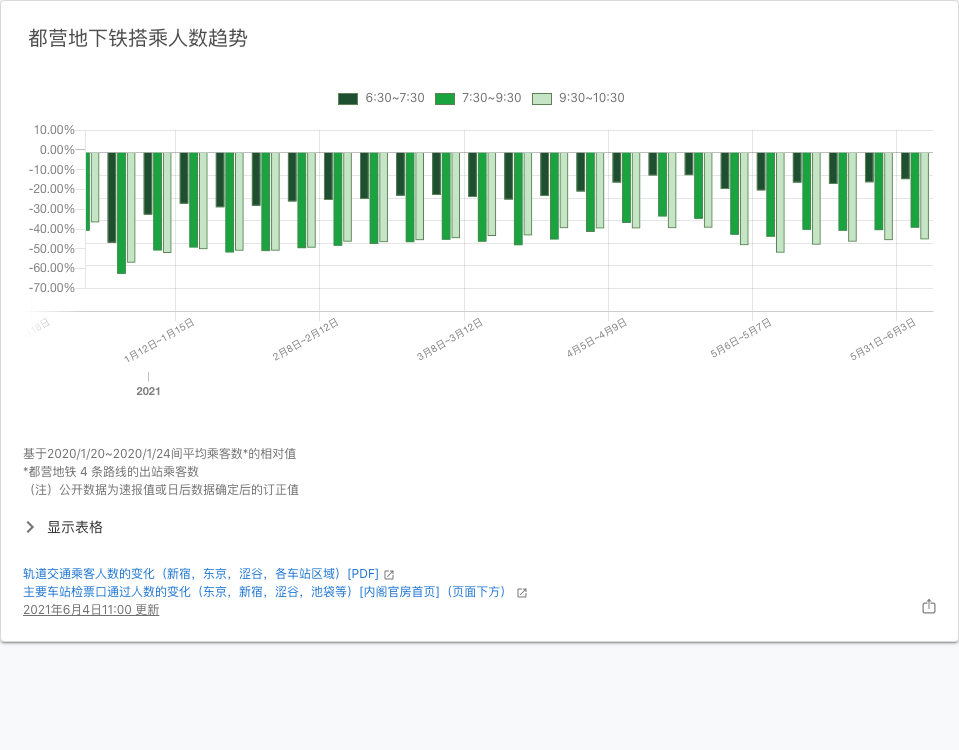 都营地下铁搭乘人数趋势
6:30~7:30 7:30~9:30 9:30~10:30
10.00%
0.00%
-10.00%
-20.00%
-30.00%
-40.00%
-50.00%
-60.00%
-70.00%
18日 1月12日~1月15日 2月8日~2月12日 3月8日~3月12日 4月5日~4月9日 5月6日~5月7日 5月31日~6月3日
2021
基于2020/1/20~2020/1/24间平均乘客数*的相对值
*都营地铁 4 条路线的出站乘客数
（注）公开数据为速报值或日后数据确定后的订正值
显示表格
轨道交通乘客人数的变化（新宿，东京，涩谷，各车站区域）[PDF]
主要车站检票口通过人数的变化（东京，新宿，涩谷，池袋等）[内阁官房首页]（页面下方）
2021年6月4日11:00 更新